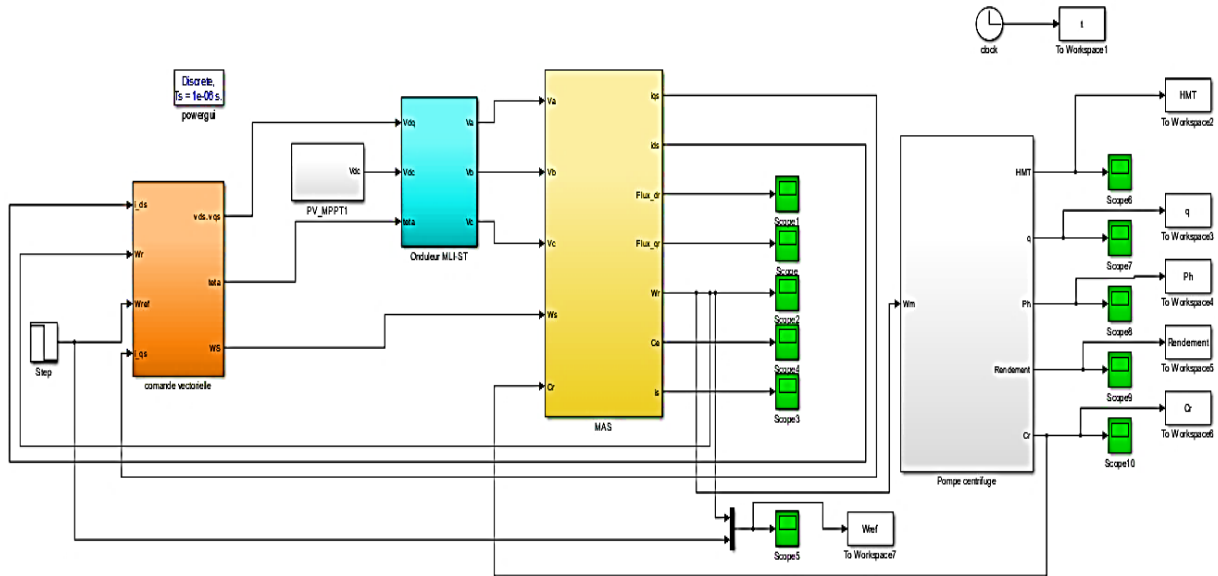 clock
t
To Workspace1
Discrete,
Ts = 1e-06 s.
powergui
Vdq
Vdc
teta
Va
Vb
Vc
Onduleur MLI-ST
Vdc
PV_MPPT1
i_ds
Wr
Wref
i_qs
vds.vqs
teta
WS
comande vectorielle
Step
Va
Vb
Vc
Ws
Cr
iqs
ids
Flux_dr
Flux_qr
Wr
Ce
is
MAS
Scope1
Scope
Scope2
Scope4
Scope3
Wm
HMT
q
Ph
Rendement
Cr
Pompe centrifuge
HMT
To Workspace2
Scope6
q
To Workspace3
Scope7
Ph
To Workspace4
Scope8
Rendement
To Workspace5
Scope9
Cr
To Workspace6
Scope10
Scope5
Wref
To Workspace7